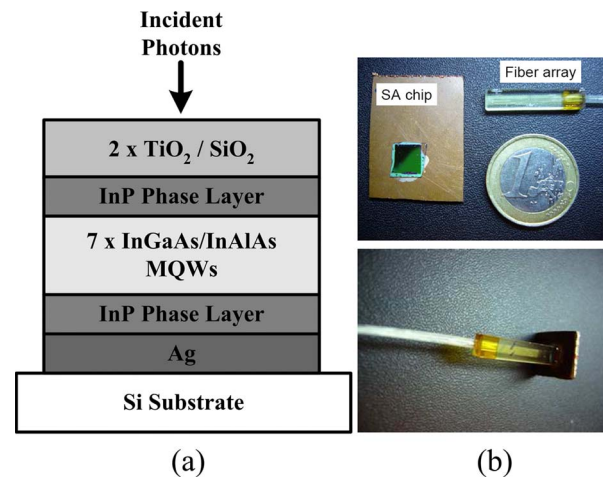 Incident
Photons
2 x TiO₂ / SiO₂
InP Phase Layer
7 x InGaAs/InAlAs
MQWs
InP Phase Layer
Ag
Si Substrate
(a)
SA chip
Fiber array
1
(b)